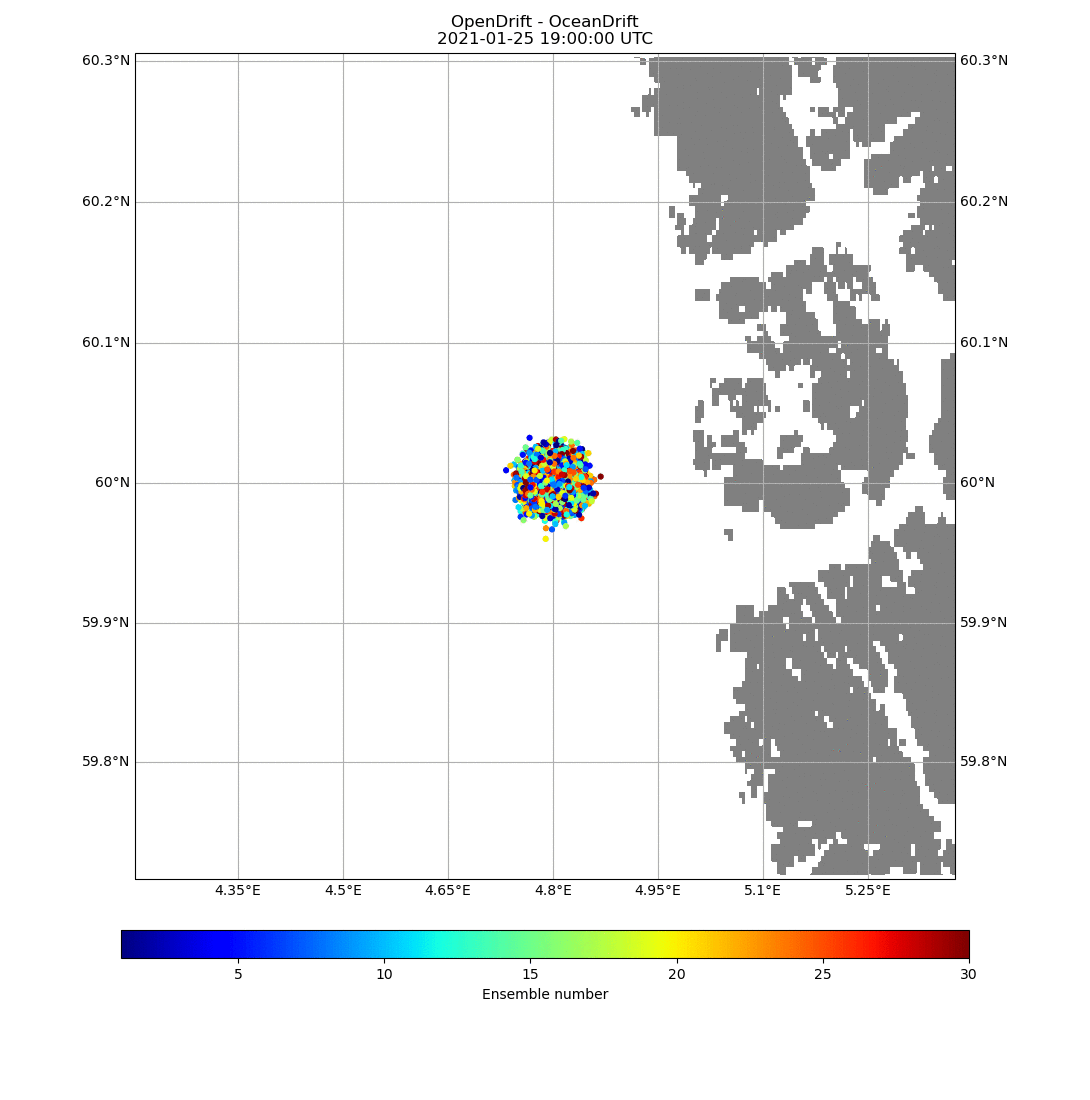 OpenDrift - OceanDrift
2021-01-25 19:00:00 UTC
60.3°N 60.3°N
60.2°N 60.2°N
60.1°N 60.1°N
60°N 60°N
59.9°N 59.9°N
59.8°N 59.8°N
4.35°E 4.5°E 4.65°E 4.8°E 4.95°E 5.1°E 5.25°E
5 10 15 20 25 30
Ensemble number